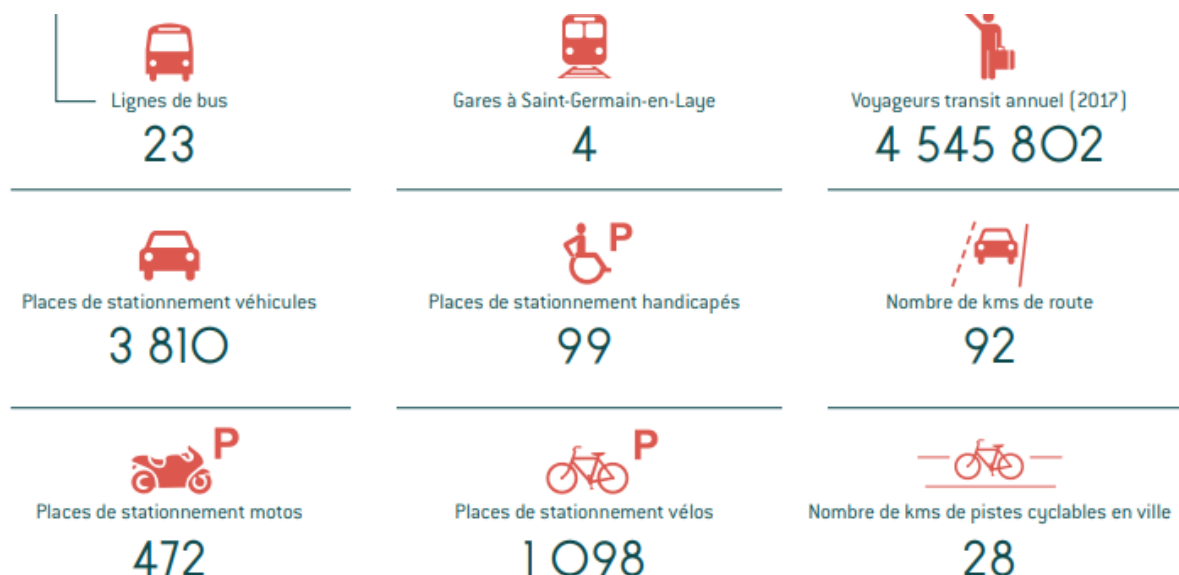 Lignes de bus
23
Gares à Saint-Germain-en-Laye
4
Voyageurs transit annuel (2017)
4 545 802
Places de stationnement véhicules
3 810
P
Places de stationnement handicapés
99
Nombre de kms de route
92
P
Places de stationnement motos
472
P
Places de stationnement vélos
1 098
Nombre de kms de pistes cyclables en ville
28